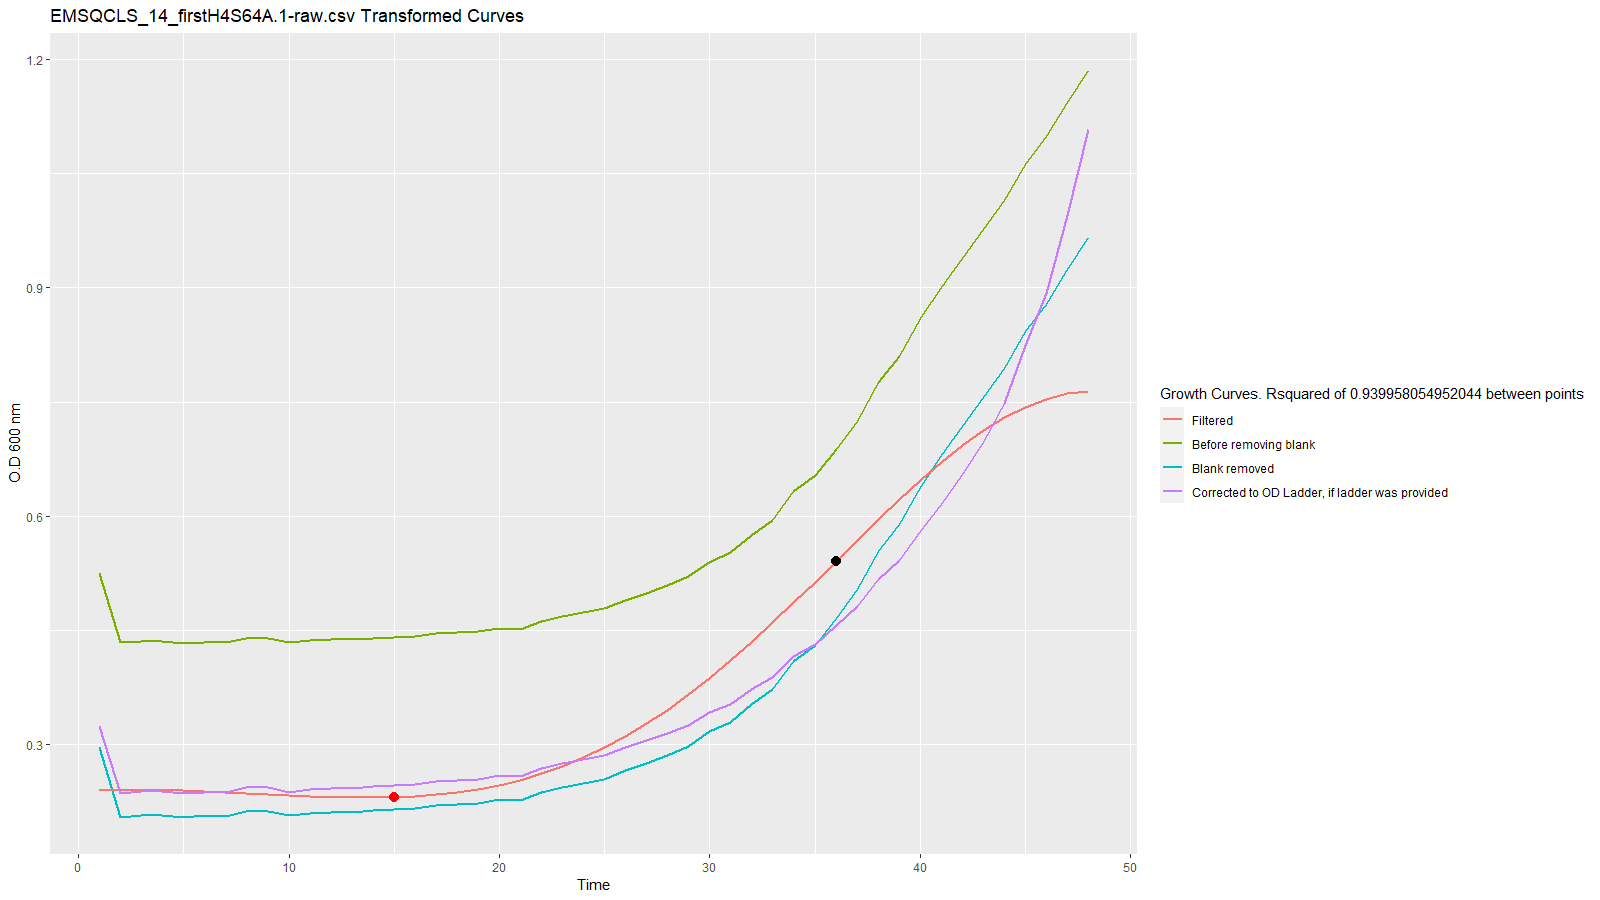 EMSQCLS_14_firstH4S64A.1-raw.csv Transformed Curves
1.2
0.9
0.6
0.3
O.D 600 nm
0 10 20 30 40 50
Time
Growth Curves. Rsquared of 0.939958054952044 between points
Filtered
Before removing blank
Blank removed
Corrected to OD Ladder, if ladder was provided